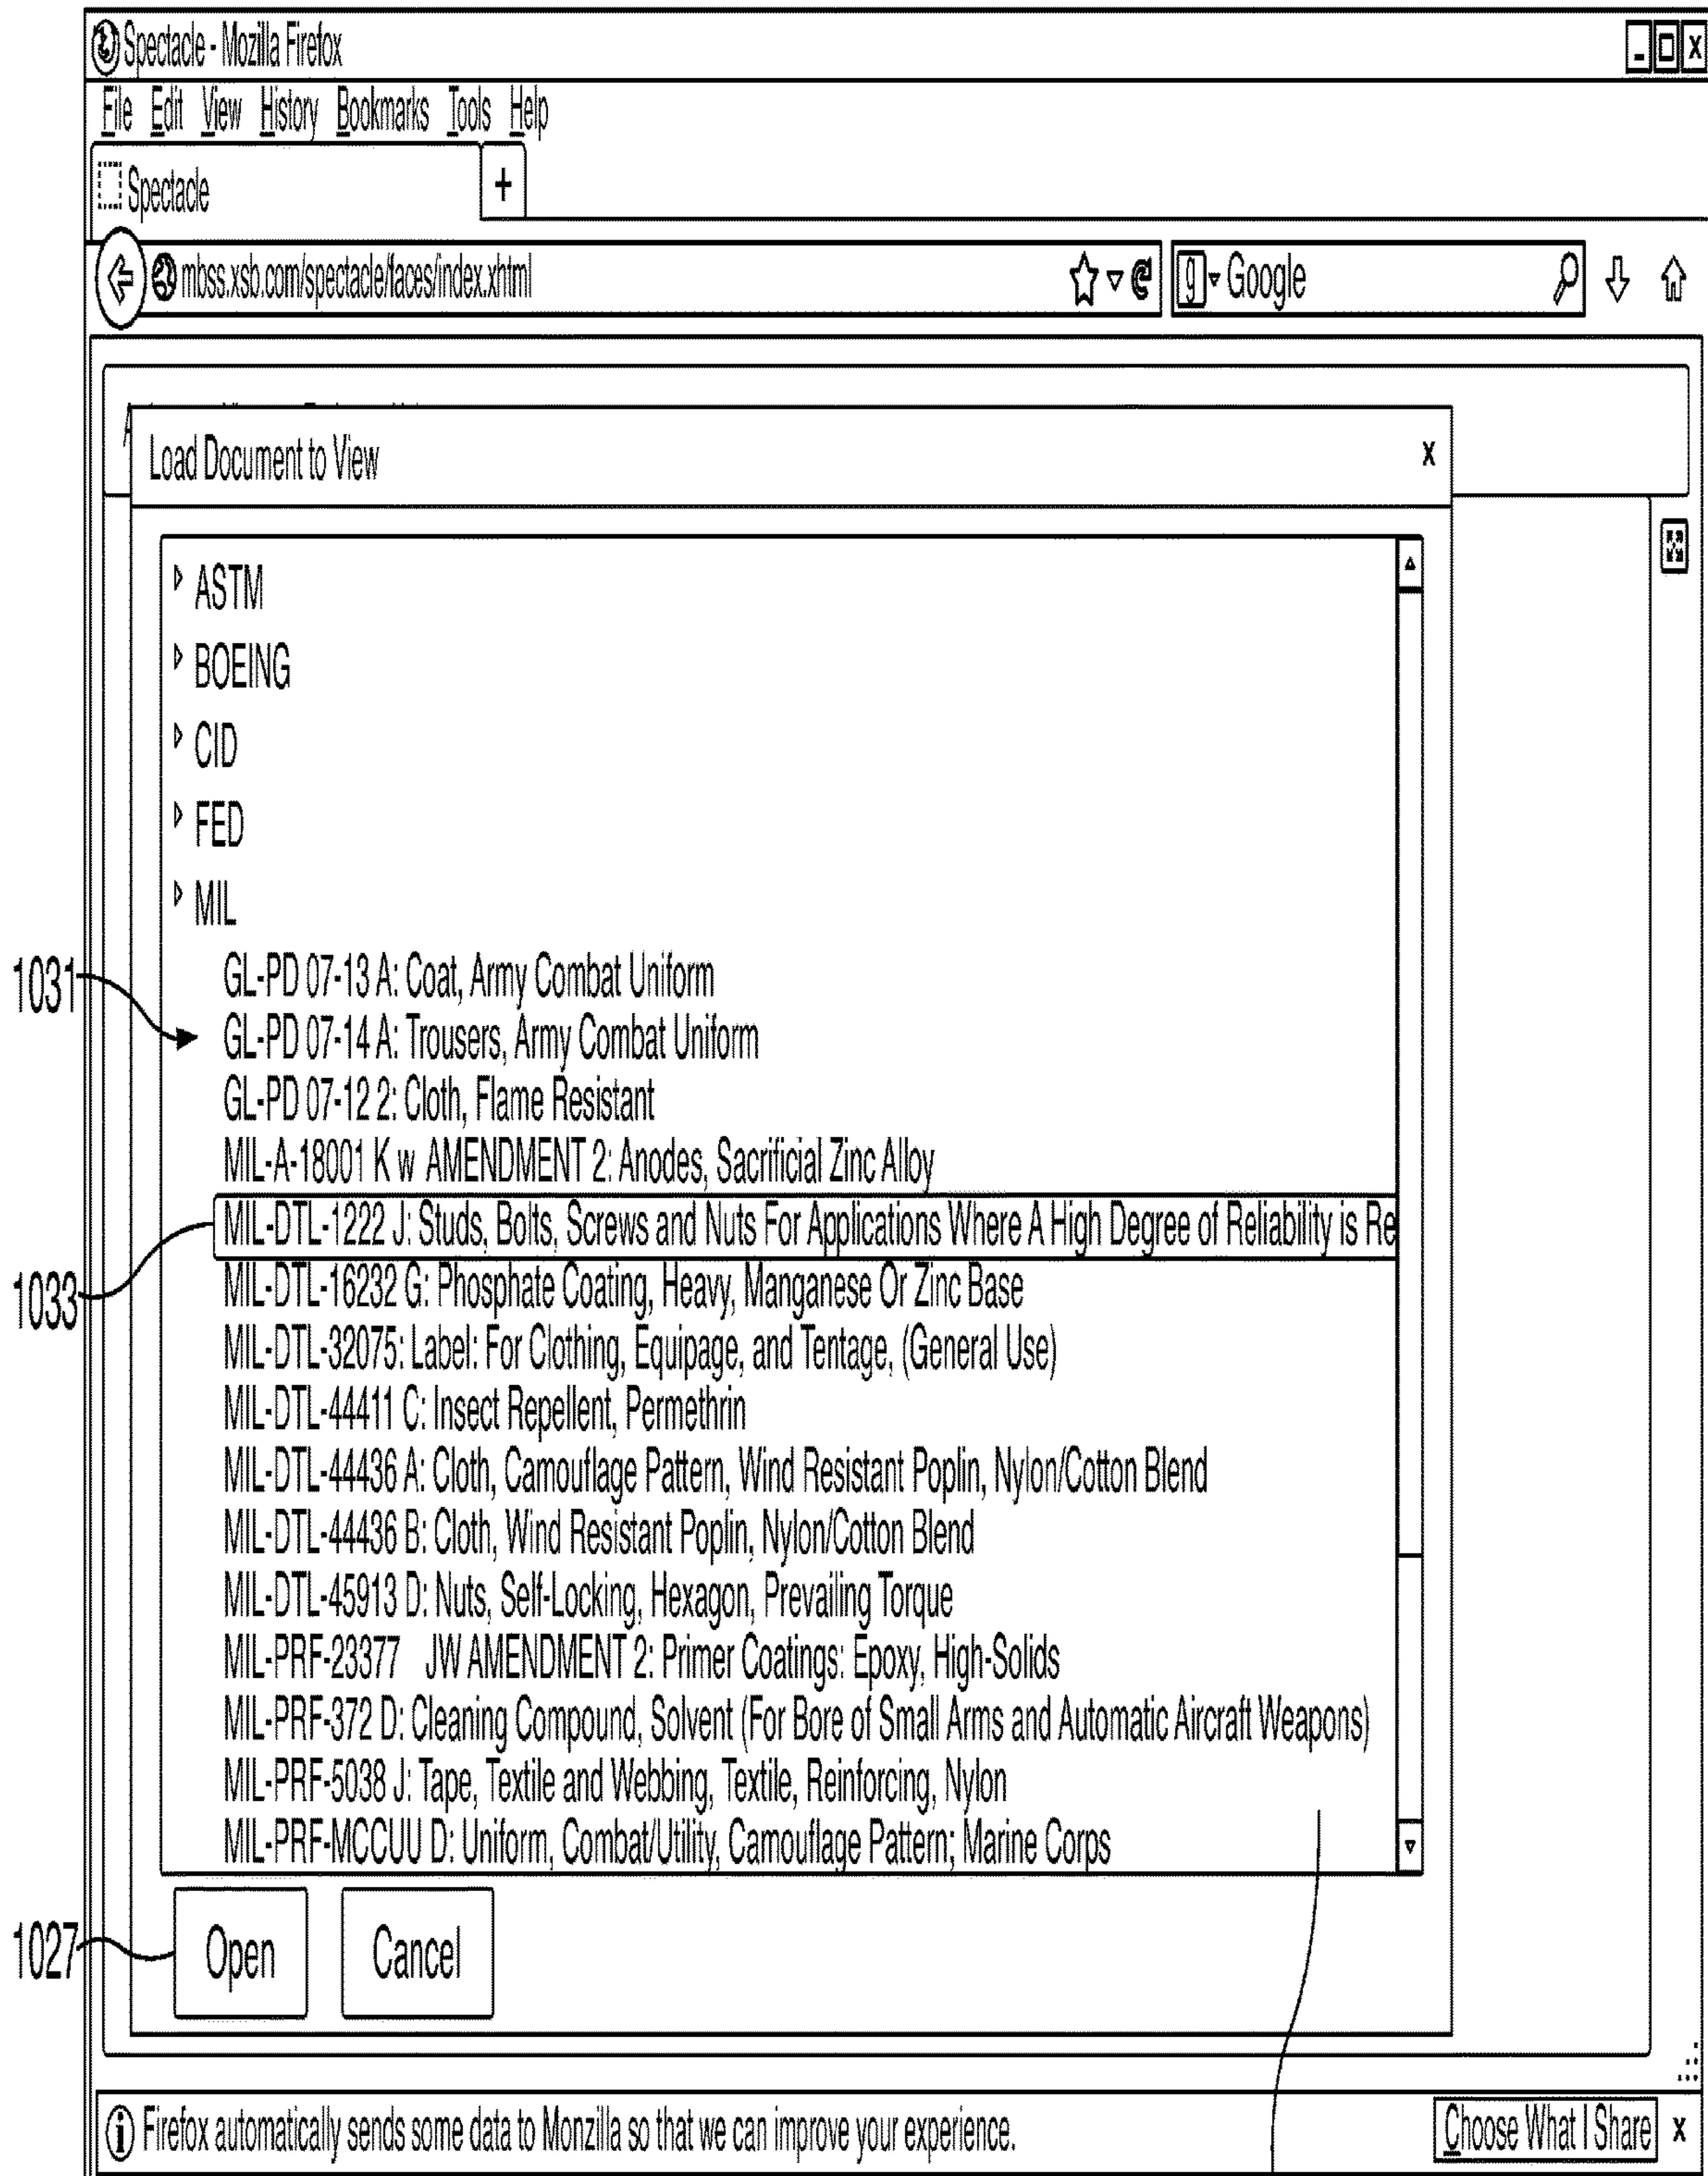 Spectacle - Mozilla Firefox
File Edit View History Bookmarks Tools Help
Spectacle +
mbss.xsb.com/spectacle/faces/index.xhtml g Google
Load Document to View x
ASTM
BOEING
CID
FED
MIL
GL-PD 07-13 A: Coat, Army Combat Uniform
1031
GL-PD 07-14 A: Trousers, Army Combat Uniform
GL-PD 07-12 2: Cloth, Flame Resistant
MIL-A-18001 K w AMENDMENT 2: Anodes, Sacrificial Zinc Alloy
MIL-DTL-1222 J: Studs, Bolts, Screws and Nuts For Applications Where A High Degree of Reliability is Re
1033
MIL-DTL-16232 G: Phosphate Coating, Heavy, Manganese Or Zinc Base
MIL-DTL-32075: Label: For Clothing, Equipage, and Tentage, (General Use)
MIL-DTL-44411 C: Insect Repellent, Permethrin
MIL-DTL-44436 A: Cloth, Camouflage Pattern, Wind Resistant Poplin, Nylon/Cotton Blend
MIL-DTL-44436 B: Cloth, Wind Resistant Poplin, Nylon/Cotton Blend
MIL-DTL-45913 D: Nuts, Self-Locking, Hexagon, Prevailing Torque
MIL-PRF-23377 JW AMENDMENT 2: Primer Coatings: Epoxy, High-Solids
MIL-PRF-372 D: Cleaning Compound, Solvent (For Bore of Small Arms and Automatic Aircraft Weapons)
MIL-PRF-5038 J: Tape, Textile and Webbing, Textile, Reinforcing, Nylon
MIL-PRF-MCCUU D: Uniform, Combat/Utility, Camouflage Pattern; Marine Corps
1027
Open Cancel
Firefox automatically sends some data to Monzilla so that we can improve your experience. Choose What I Share x